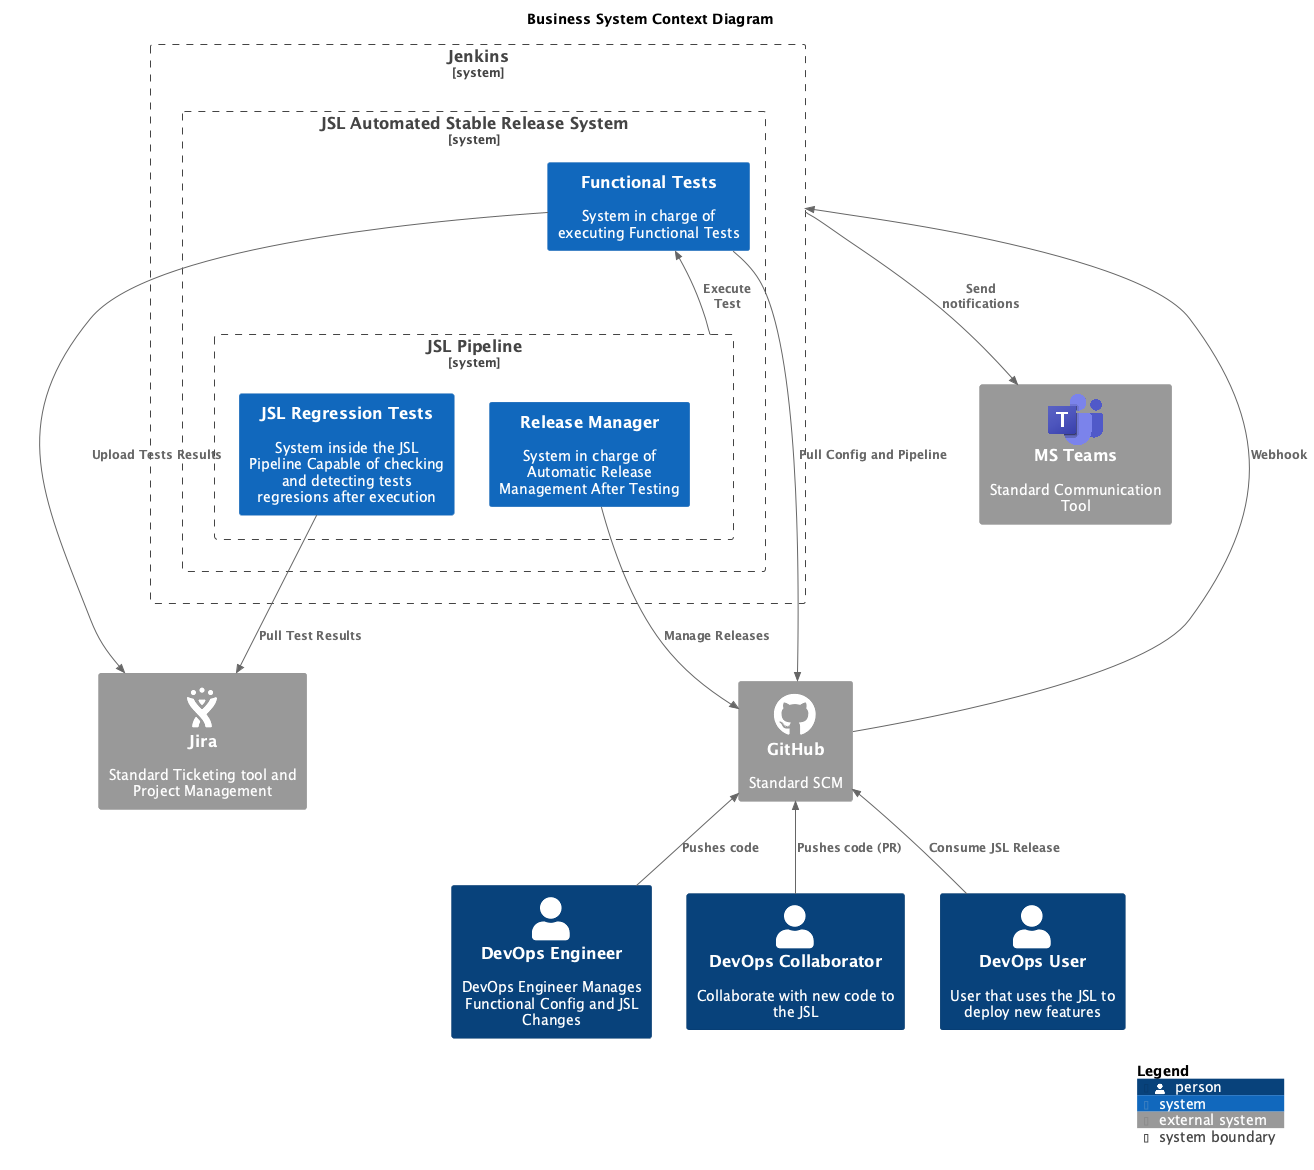 Business System Context Diagram
Jenkins
[system]
JSL Automated Stable Release System
[system]
Functional Tests
System in charge of
executing Functional Tests
Execute
Test
Send
notifications
JSL Pipeline
[system]
JSL Regression Tests
System inside the JSL
Pipeline Capable of checking
and detecting tests
regresions after execution
Release Manager
System in charge of
Automatic Release
Management After Testing
Upload Tests Results
Pull Config and Pipeline
T
MS Teams
Standard Communication
Tool
Webhook
Pull Test Results
Manage Releases
Jira
Standard Ticketing tool and
Project Management
GitHub
Standard SCM
Pushes code
Pushes code (PR)
Consume JSL Release
DevOps Engineer
DevOps Engineer Manages
Functional Config and JSL
Changes
DevOps Collaborator
Collaborate with new code to
the JSL
DevOps User
User that uses the JSL to
deploy new features
Legend
person
system
external system
system boundary